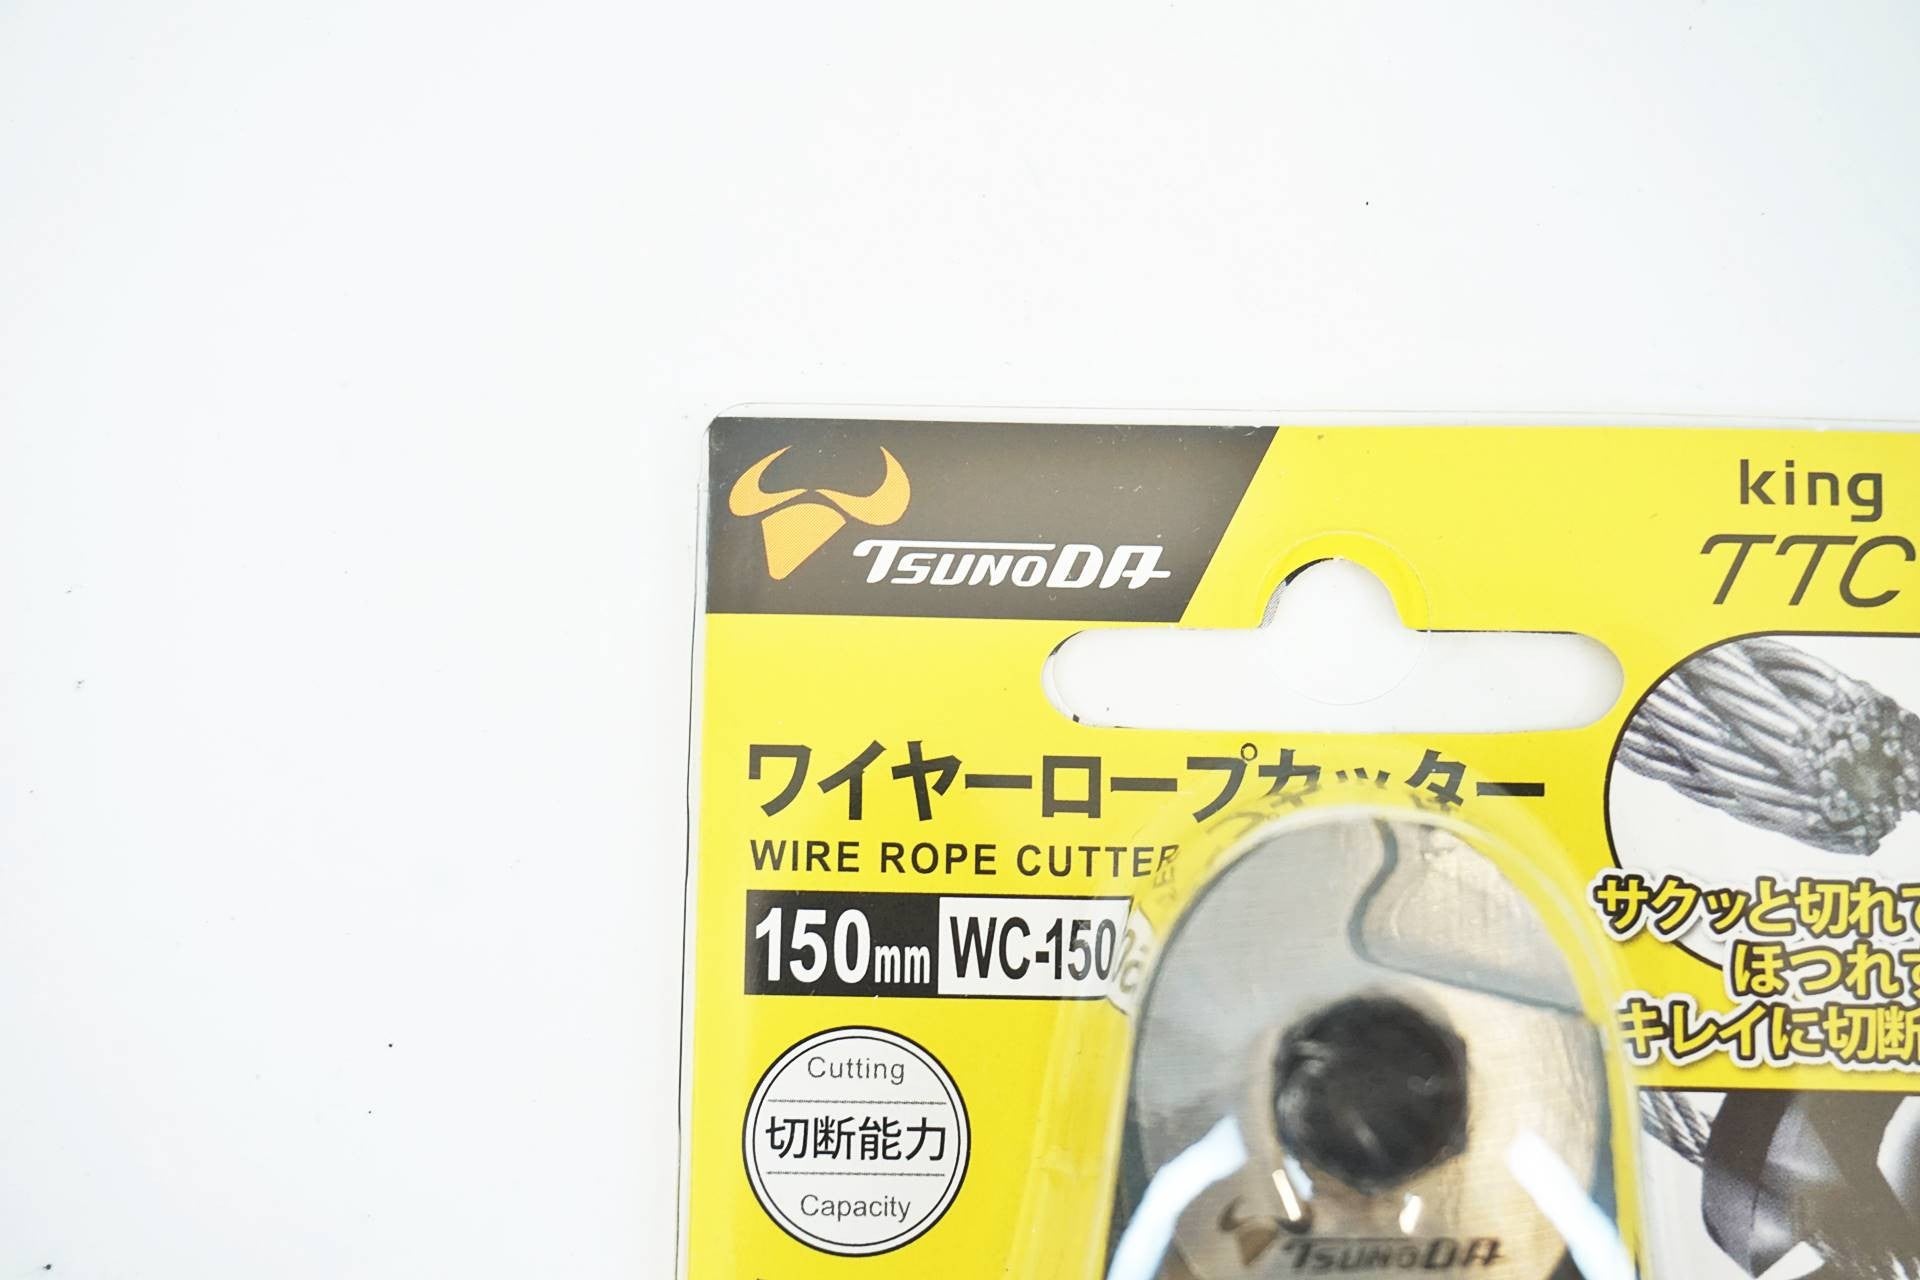 TSUNODA
king
TTC
ワイヤーロープカッター
WIRE ROPE CUTTER
150mm WC-150
サクッと切れて
ほつれず
キレイに切断
Cutting
切断能力
Capacity
TSUNODA